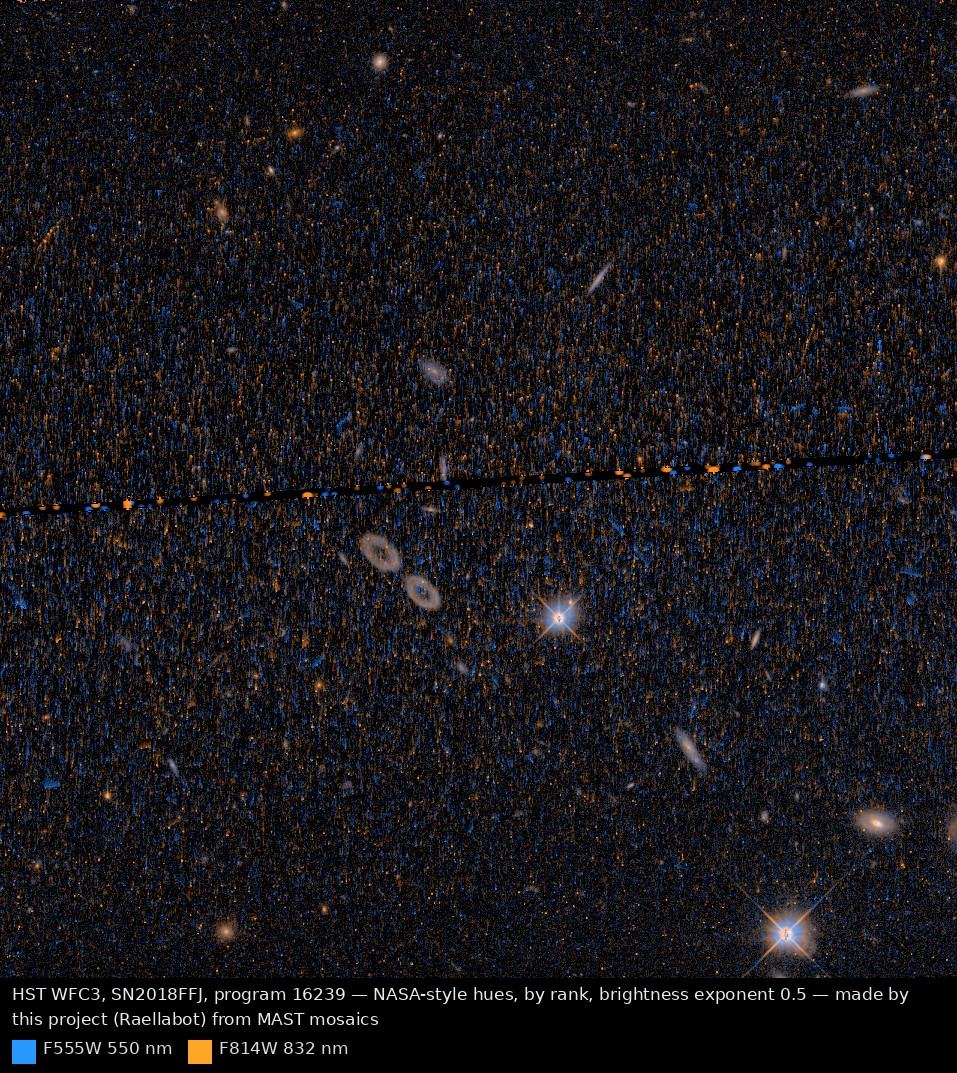 HST WFC3, SN2018FFJ, program 16239 — NASA-style hues, by rank, brightness exponent 0.5 — made by
this project (Raellabot) from MAST mosaics
F555W 550 nm F814W 832 nm